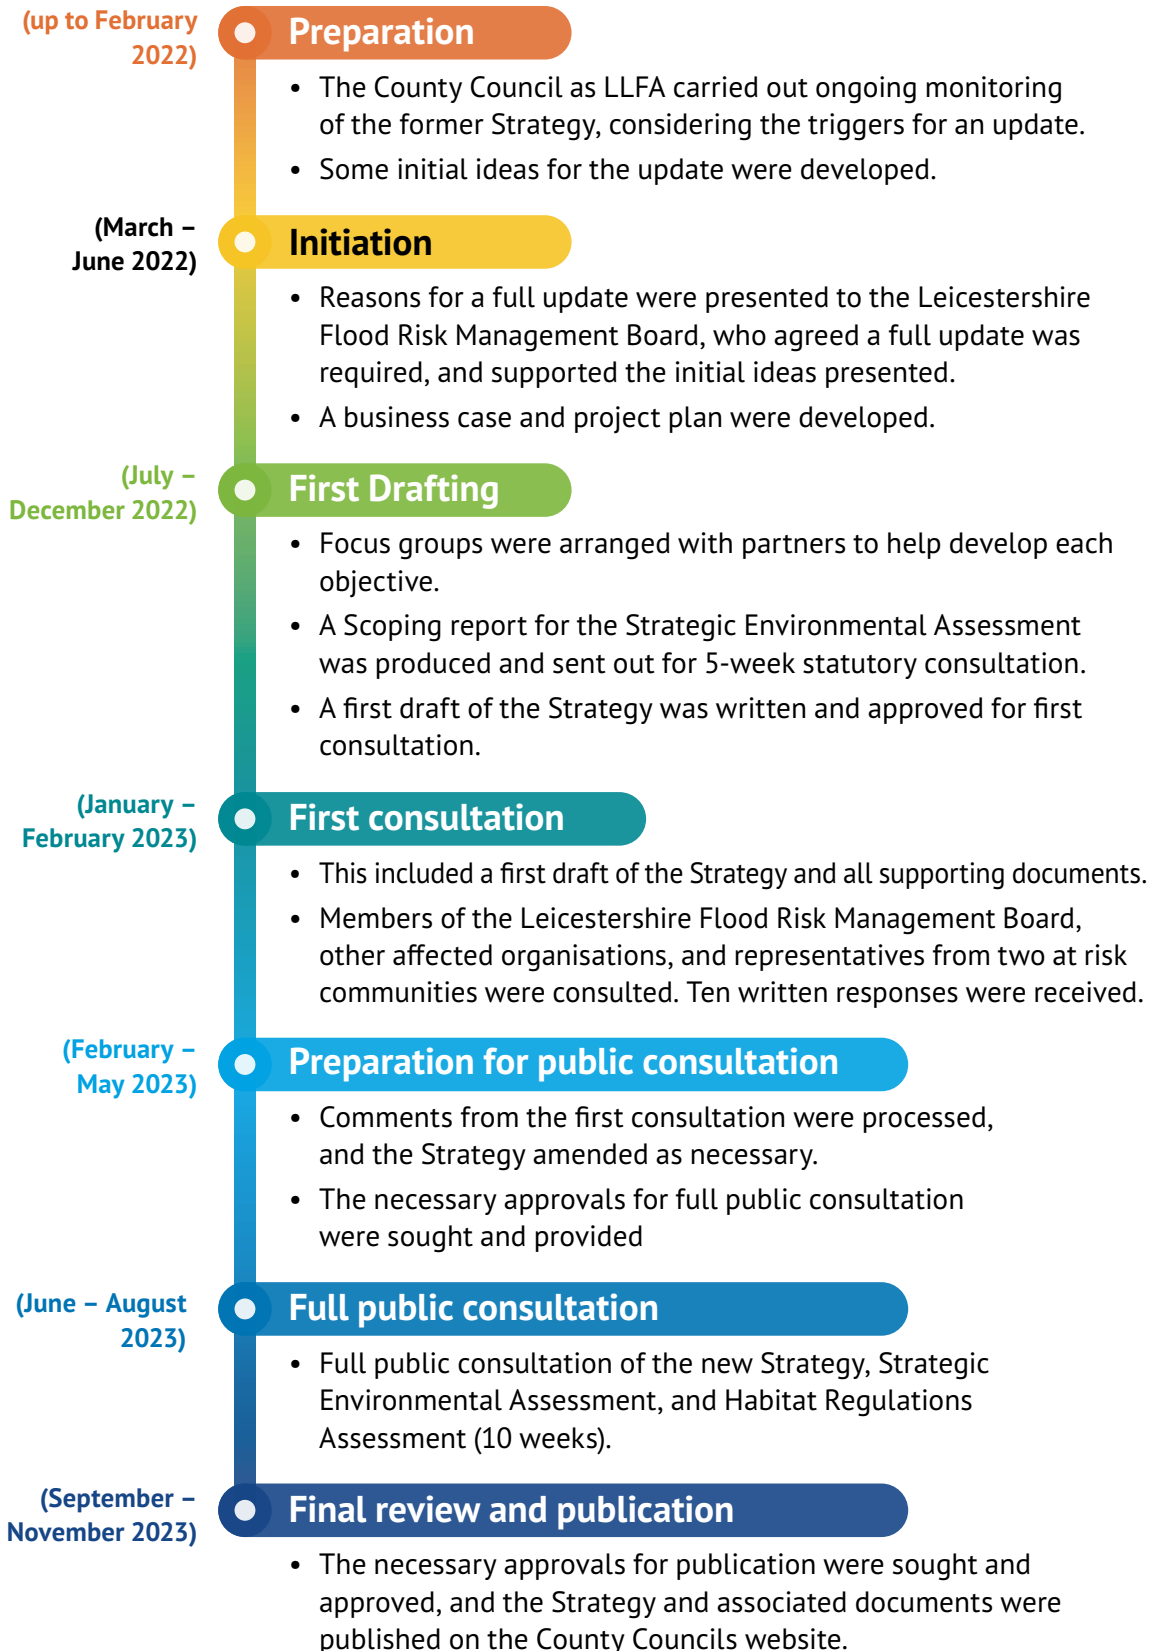 (up to February
2022)
Preparation
• The County Council as LLFA carried out ongoing monitoring
of the former Strategy, considering the triggers for an update.
• Some initial ideas for the update were developed.
(March –
June 2022)
Initiation
• Reasons for a full update were presented to the Leicestershire
Flood Risk Management Board, who agreed a full update was
required, and supported the initial ideas presented.
• A business case and project plan were developed.
(July –
December 2022)
First Drafting
• Focus groups were arranged with partners to help develop each
objective.
• A Scoping report for the Strategic Environmental Assessment
was produced and sent out for 5-week statutory consultation.
• A first draft of the Strategy was written and approved for first
consultation.
(January –
February 2023)
First consultation
• This included a first draft of the Strategy and all supporting documents.
• Members of the Leicestershire Flood Risk Management Board,
other affected organisations, and representatives from two at risk
communities were consulted. Ten written responses were received.
(February –
May 2023)
Preparation for public consultation
• Comments from the first consultation were processed,
and the Strategy amended as necessary.
• The necessary approvals for full public consultation
were sought and provided
(June – August
2023)
Full public consultation
• Full public consultation of the new Strategy, Strategic
Environmental Assessment, and Habitat Regulations
Assessment (10 weeks).
(September –
November 2023)
Final review and publication
• The necessary approvals for publication were sought and
approved, and the Strategy and associated documents were
published on the County Councils website.